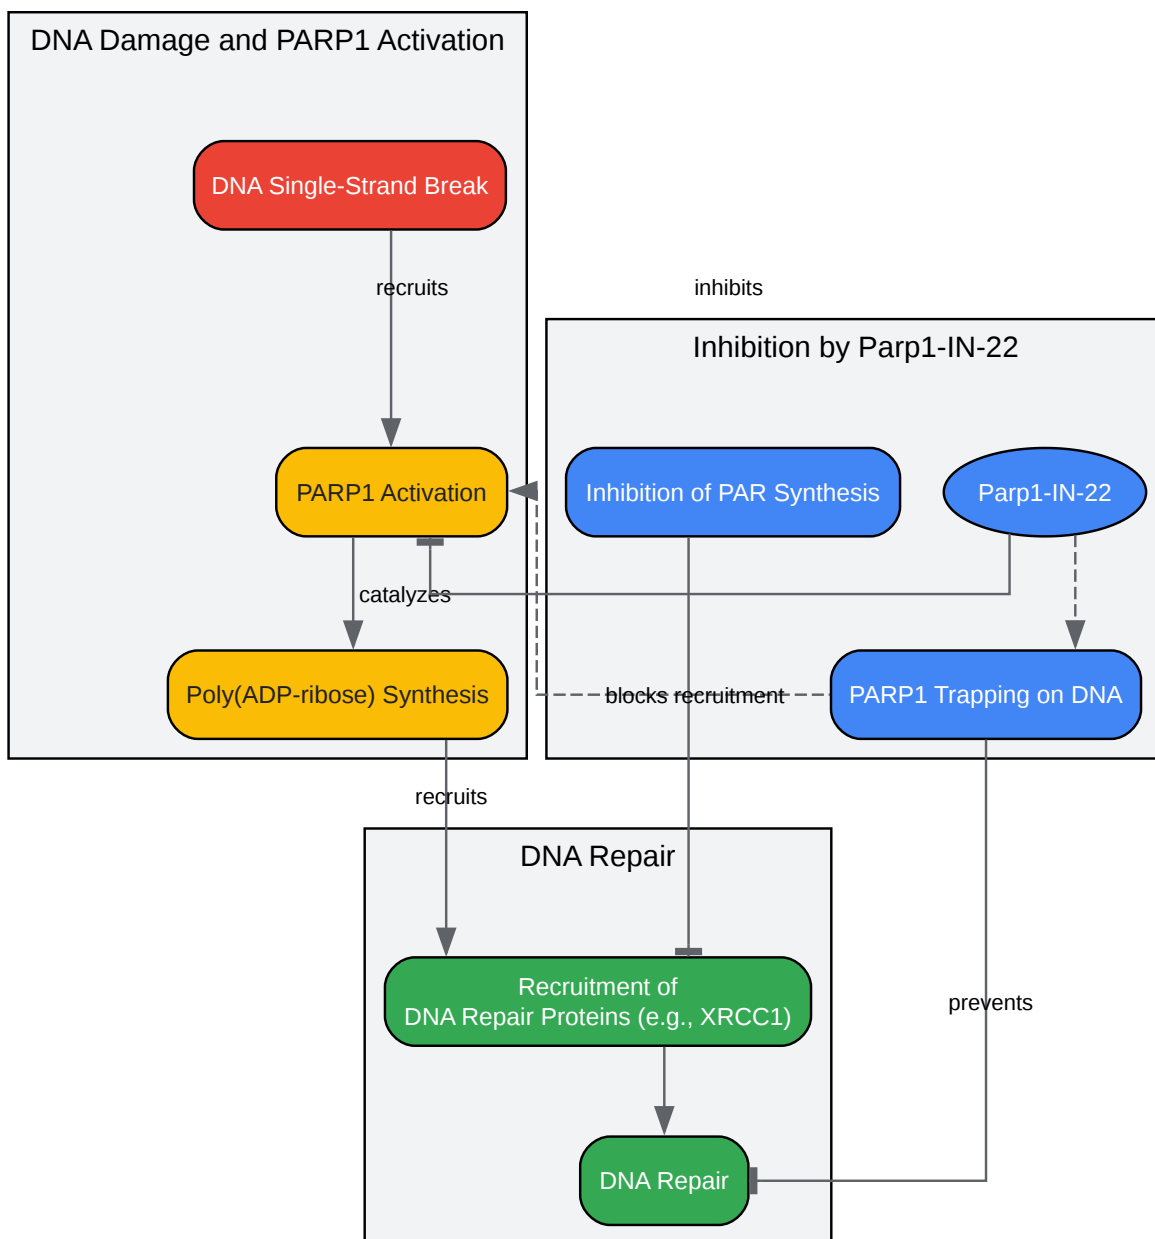 DNA Damage and PARP1 Activation
DNA Single-Strand Break
recruits
inhibits
Inhibition by Parp1-IN-22
PARP1 Activation
Inhibition of PAR Synthesis
Parp1-IN-22
catalyzes
Poly(ADP-ribose) Synthesis
blocks recruitment
PARP1 Trapping on DNA
recruits
DNA Repair
Recruitment of
DNA Repair Proteins (e.g., XRCC1)
prevents
DNA Repair